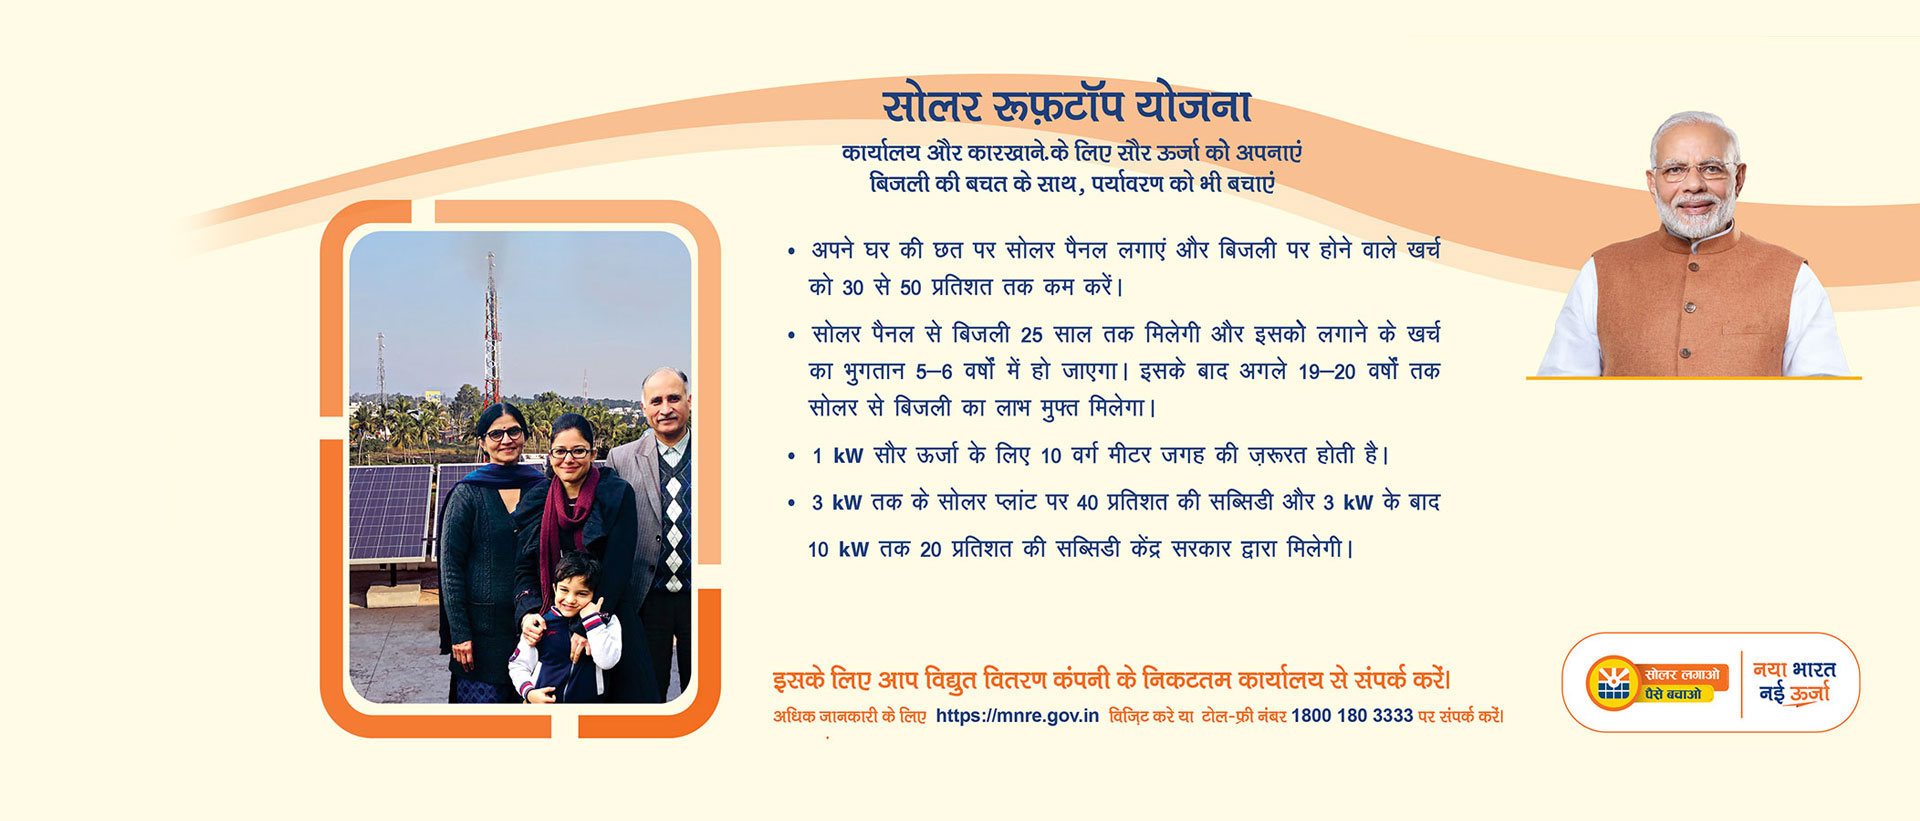 सोलर रूफ़टॉप योजना
कार्यालय और कारखाने.के लिए सौर ऊर्जा को अपनाएं
बिजली की बचत के साथ, पर्यावरण को भी बचाएं
• अपने घर की छत पर सोलर पैनल लगाएं और बिजली पर होने वाले खर्च
को 30 से 50 प्रतिशत तक कम करें।
• सोलर पैनल से बिजली 25 साल तक मिलेगी और इसको लगाने के खर्च
का भुगतान 5–6 वर्षों में हो जाएगा। इसके बाद अगले 19–20 वर्षों तक
सोलर से बिजली का लाभ मुफ्त मिलेगा।
• 1 kW सौर ऊर्जा के लिए 10 वर्ग मीटर जगह की ज़रूरत होती है।
• 3 kW तक के सोलर प्लांट पर 40 प्रतिशत की सब्सिडी और 3 kW के बाद
10 kW तक 20 प्रतिशत की सब्सिडी केंद्र सरकार द्वारा मिलेगी।
इसके लिए आप विद्युत वितरण कंपनी के निकटतम कार्यालय से संपर्क करें।
अधिक जानकारी के लिए https://mnre.gov.in विज़िट करे या टोल-फ्री नंबर 1800 180 3333 पर संपर्क करें।
सोलर लगाओ
पैसे बचाओ
नया भारत
नई ऊर्जा